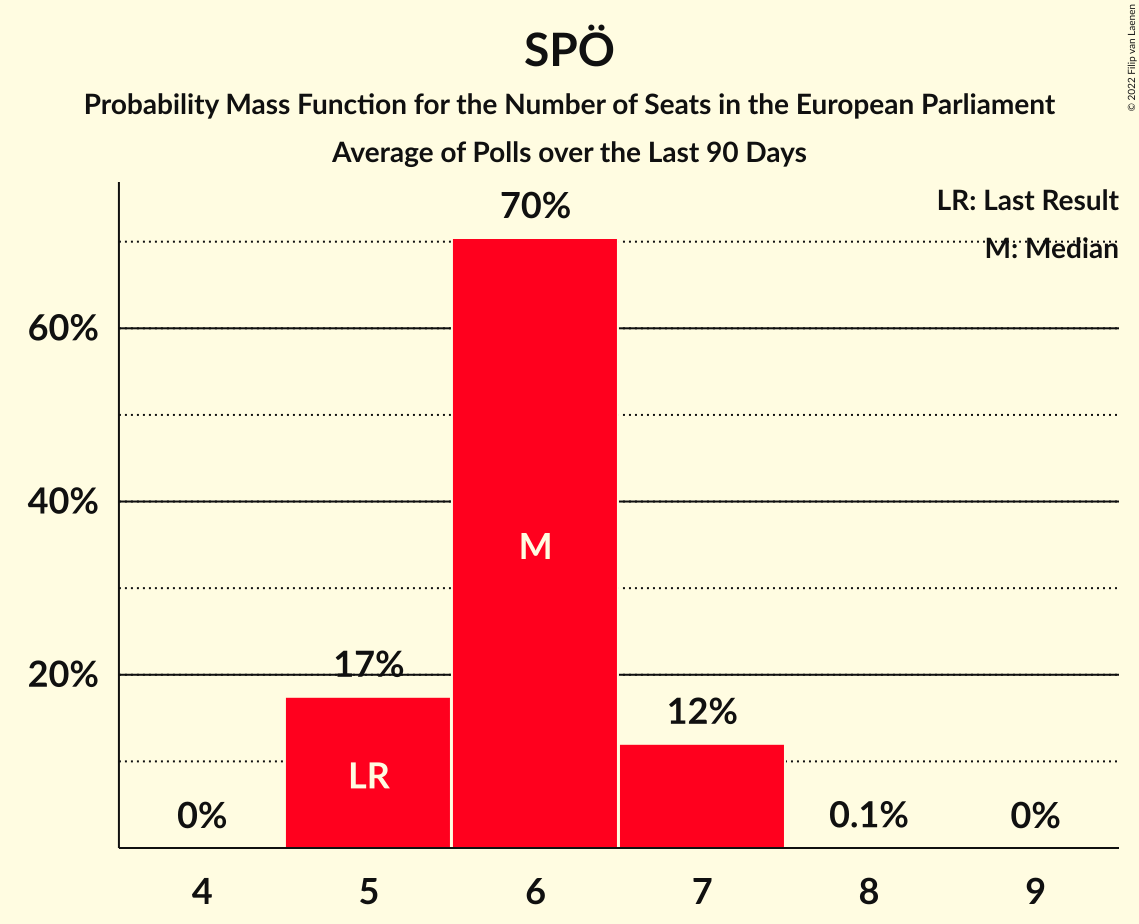 SPÖ
Probability Mass Function for the Number of Seats in the European Parliament
Average of Polls over the Last 90 Days
© 2022 Filip van Laenen
LR: Last Result
M: Median
70%
60%
40%
20%
M
17%
LR
12%
0%
0.1%
0%
4 5 6 7 8 9